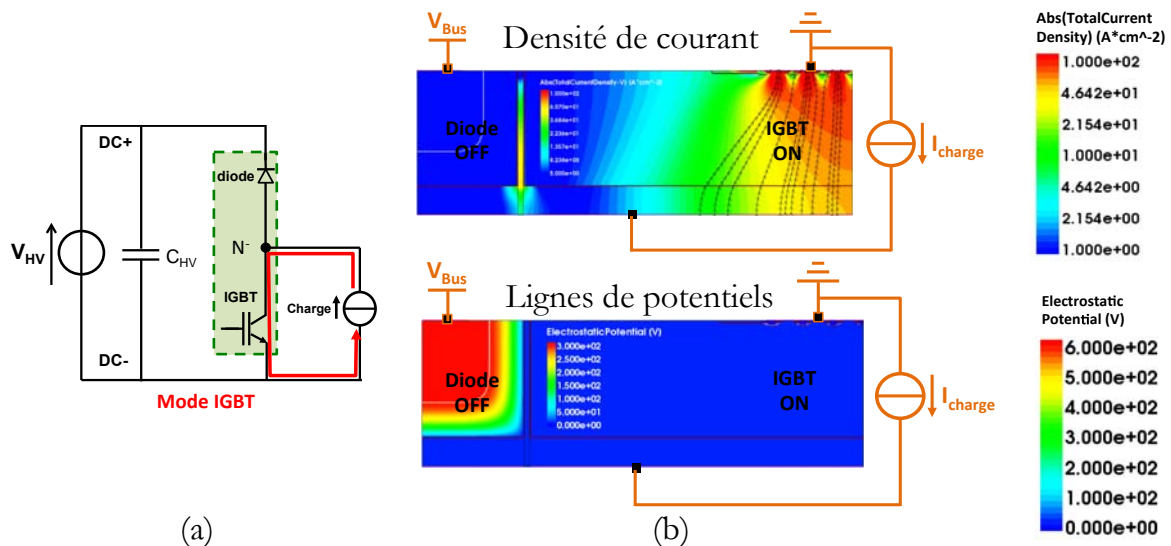 DC+
diode
V_HV
C_HV
N⁻
IGBT
Charge
DC-
Mode IGBT
(a)
V_Bus
Densité de courant
Abs(TotalCurrentDensity-V) (A*cm^-2)
Diode
OFF
IGBT
ON
I_charge
V_Bus
Lignes de potentiels
ElectrostaticPotential (V)
3.000e+02
2.500e+02
2.000e+02
1.500e+02
1.000e+02
5.000e+01
0.000e+00
Diode
OFF
IGBT
ON
I_charge
(b)
Abs(TotalCurrent
Density) (A*cm^-2)
1.000e+02
4.642e+01
2.154e+01
1.000e+01
4.642e+00
2.154e+00
1.000e+00
Electrostatic
Potential (V)
6.000e+02
5.000e+02
4.000e+02
3.000e+02
2.000e+02
1.000e+02
0.000e+00